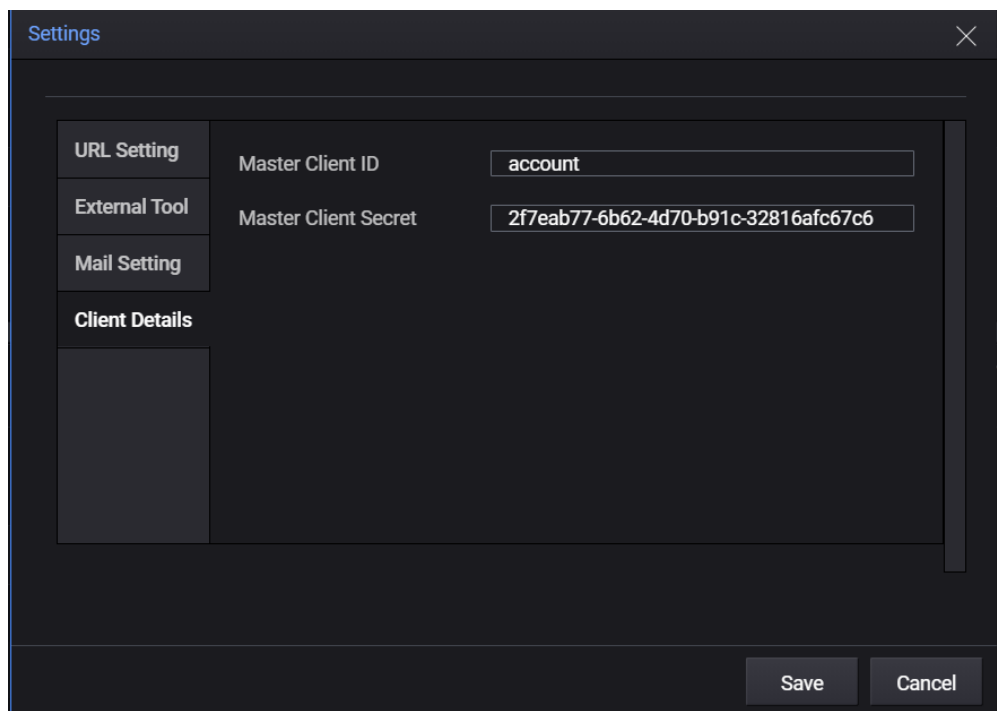 Settings
URL Setting
External Tool
Mail Setting
Client Details
Master Client ID
account
Master Client Secret
2f7eab77-6b62-4d70-b91c-32816afc67c6
Save
Cancel